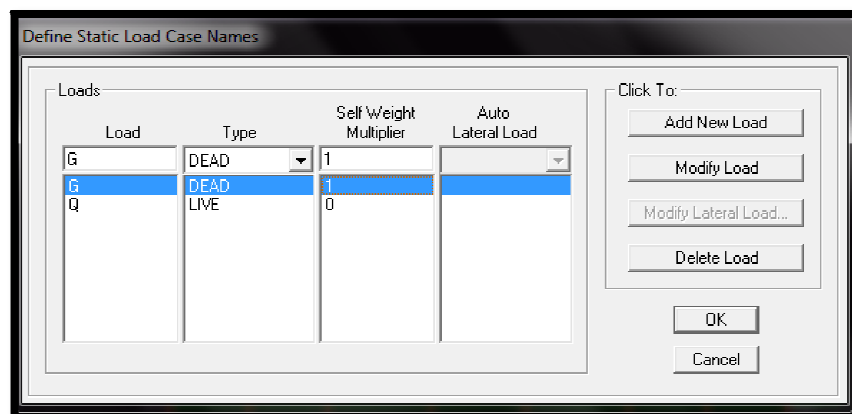 Define Static Load Case Names
Loads
Load Type Self Weight Multiplier Auto Lateral Load
G DEAD 1
G DEAD 1
Q LIVE 0
Click To:
Add New Load
Modify Load
Modify Lateral Load...
Delete Load
OK
Cancel